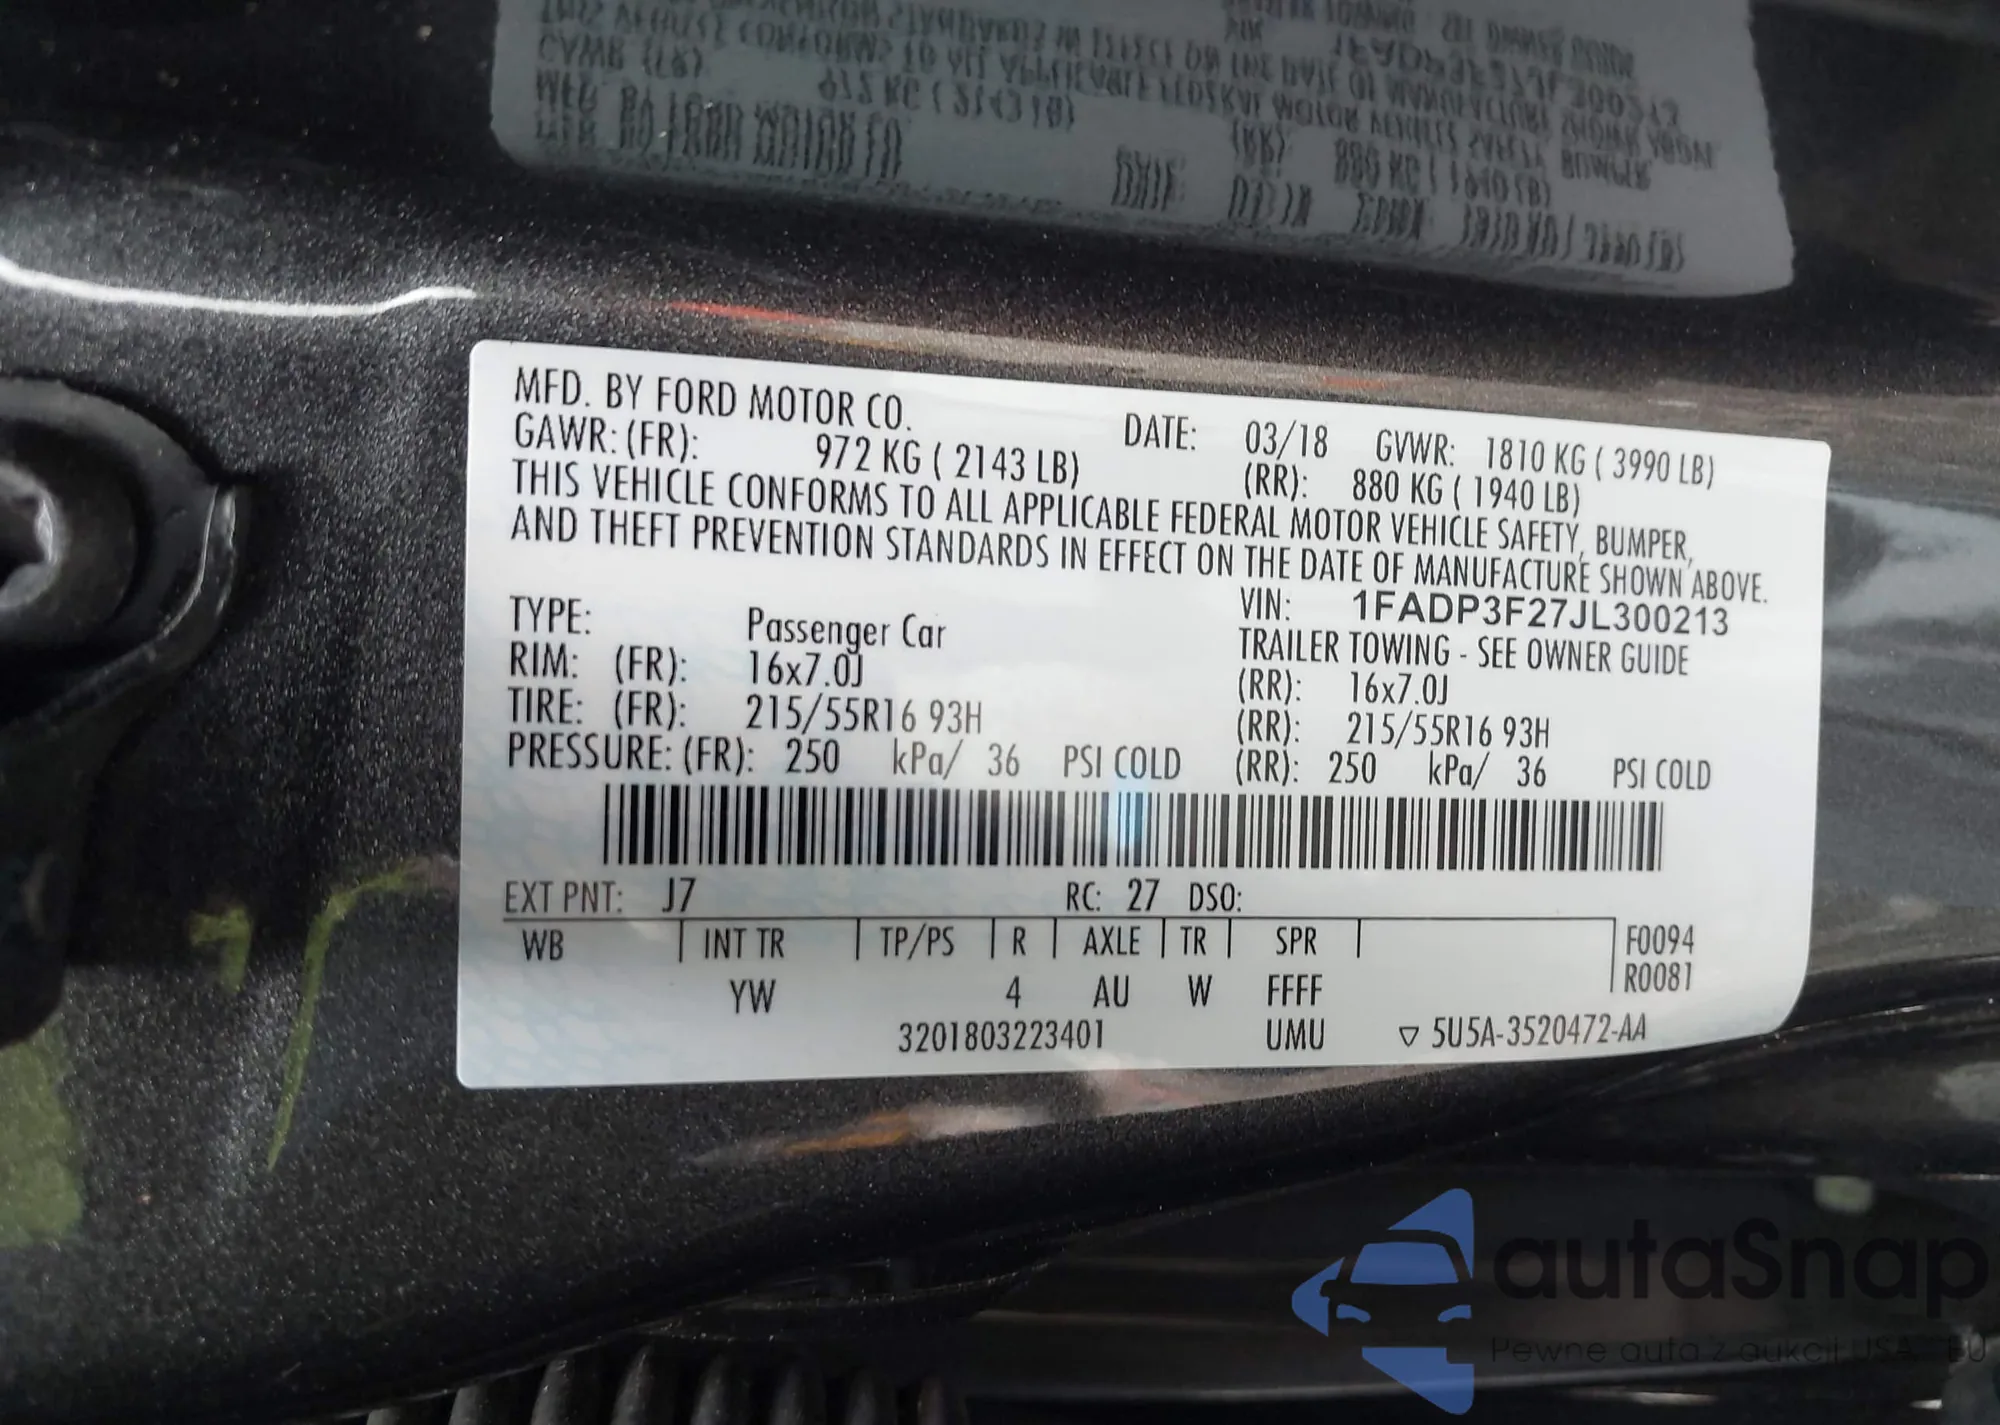 MFD. BY FORD MOTOR CO. DATE: 03/18 GVWR: 1810 KG ( 3990 LB)
GAWR: (FR): 972 KG ( 2143 LB) (RR): 880 KG ( 1940 LB)
THIS VEHICLE CONFORMS TO ALL APPLICABLE FEDERAL MOTOR VEHICLE SAFETY, BUMPER,
AND THEFT PREVENTION STANDARDS IN EFFECT ON THE DATE OF MANUFACTURE SHOWN ABOVE.
VIN: 1FADP3F27JL300213
TYPE: Passenger Car TRAILER TOWING - SEE OWNER GUIDE
RIM: (FR): 16x7.0J (RR): 16x7.0J
TIRE: (FR): 215/55R16 93H (RR): 215/55R16 93H
PRESSURE: (FR): 250 kPa/ 36 PSI COLD (RR): 250 kPa/ 36 PSI COLD
EXT PNT: J7 RC: 27 DSO:
WB | INT TR | TP/PS | R | AXLE | TR | SPR | F0094
R0081
YW 4 AU W FFFF
3201803223401 UMU ▽ 5U5A-3520472-AA
autaSnap
Pewne auta z aukcji USA i EU